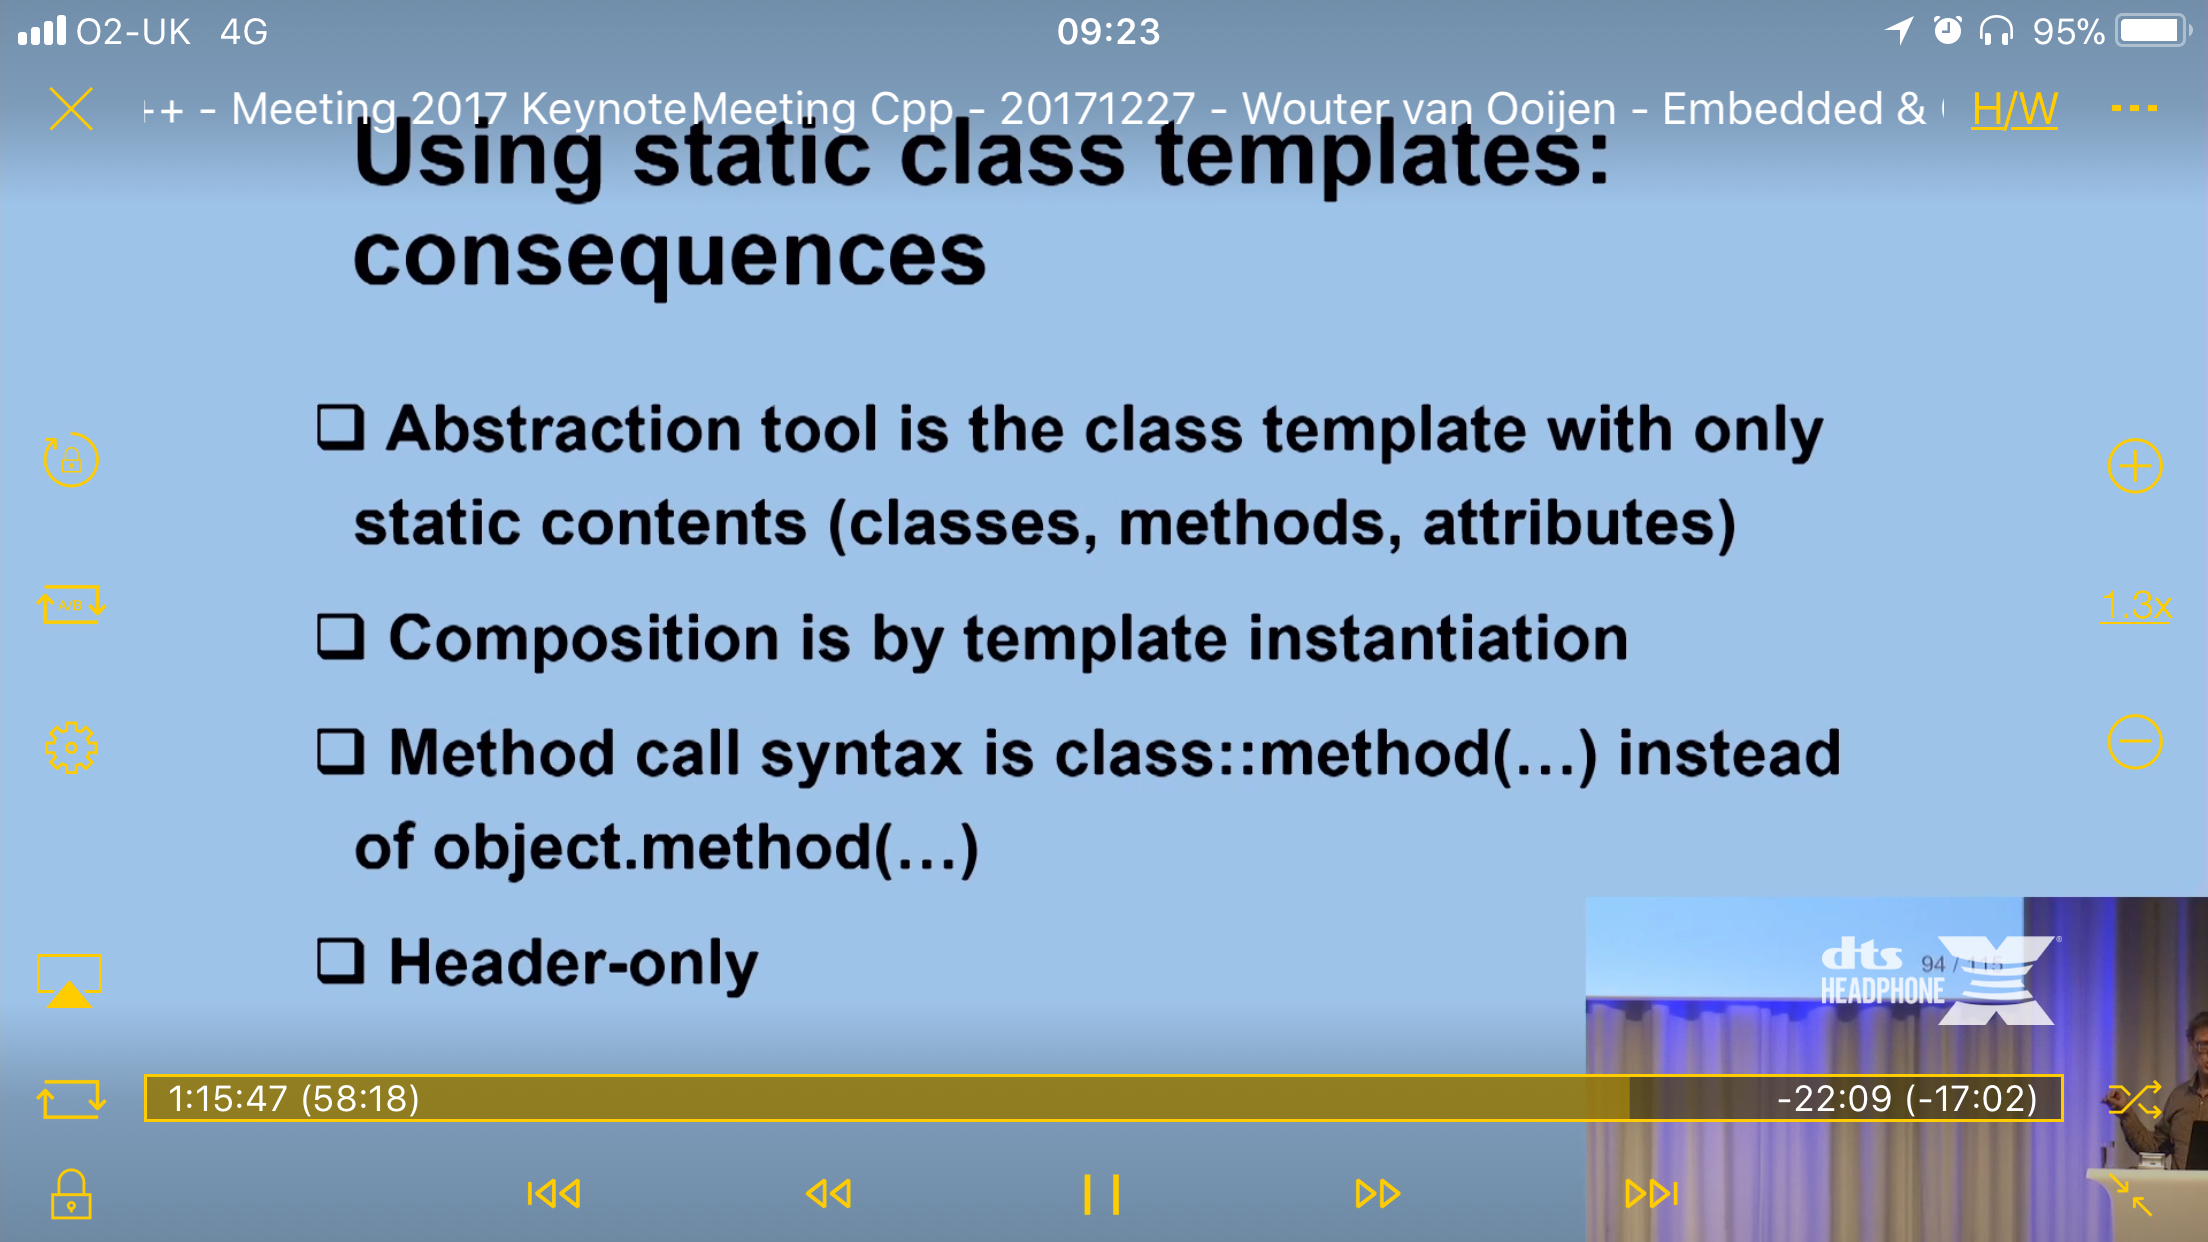 O2-UK 4G 09:23 95%
++ - Meeting 2017 KeynoteMeeting Cpp - 20171227 - Wouter van Ooijen - Embedded & H/W
Using static class templates:
consequences
❑ Abstraction tool is the class template with only
static contents (classes, methods, attributes)
A/B
1.3x
❑ Composition is by template instantiation
❑ Method call syntax is class::method(...) instead
of object.method(...)
❑ Header-only
dts
94 / 115
HEADPHONE X
1:15:47 (58:18) -22:09 (-17:02)